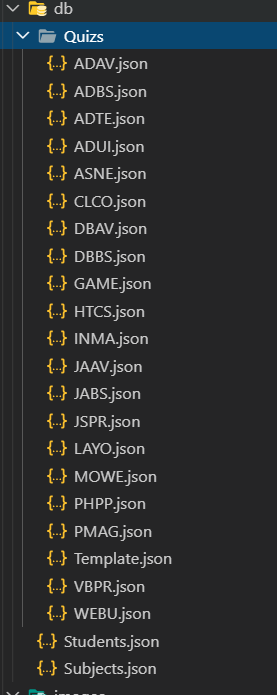 db
Quizs
{..} ADAV.json
{..} ADBS.json
{..} ADTE.json
{..} ADUI.json
{..} ASNE.json
{..} CLCO.json
{..} DBAV.json
{..} DBBS.json
{..} GAME.json
{..} HTCS.json
{..} INMA.json
{..} JAAV.json
{..} JABS.json
{..} JSPR.json
{..} LAYO.json
{..} MOWE.json
{..} PHPP.json
{..} PMAG.json
{..} Template.json
{..} VBPR.json
{..} WEBU.json
{..} Students.json
{..} Subjects.json
images